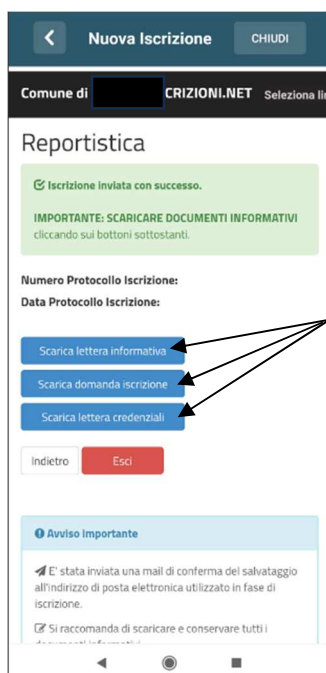 Nuova Iscrizione CHIUDI
Comune di CRIZIONI.NET Seleziona
Reportistica
Iscrizione inviata con successo.
IMPORTANTE: SCARICARE DOCUMENTI INFORMATIVI
cliccando sui bottoni sottostanti.
Numero Protocollo Iscrizione:
Data Protocollo Iscrizione:
Scarica lettera informativa
Scarica domanda iscrizione
Scarica lettera credenziali
Indietro Esci
Avviso importante
E' stata inviata una mail di conferma del salvataggio
all'indirizzo di posta elettronica utilizzato in fase di
iscrizione.
Si raccomanda di scaricare e conservare tutti i